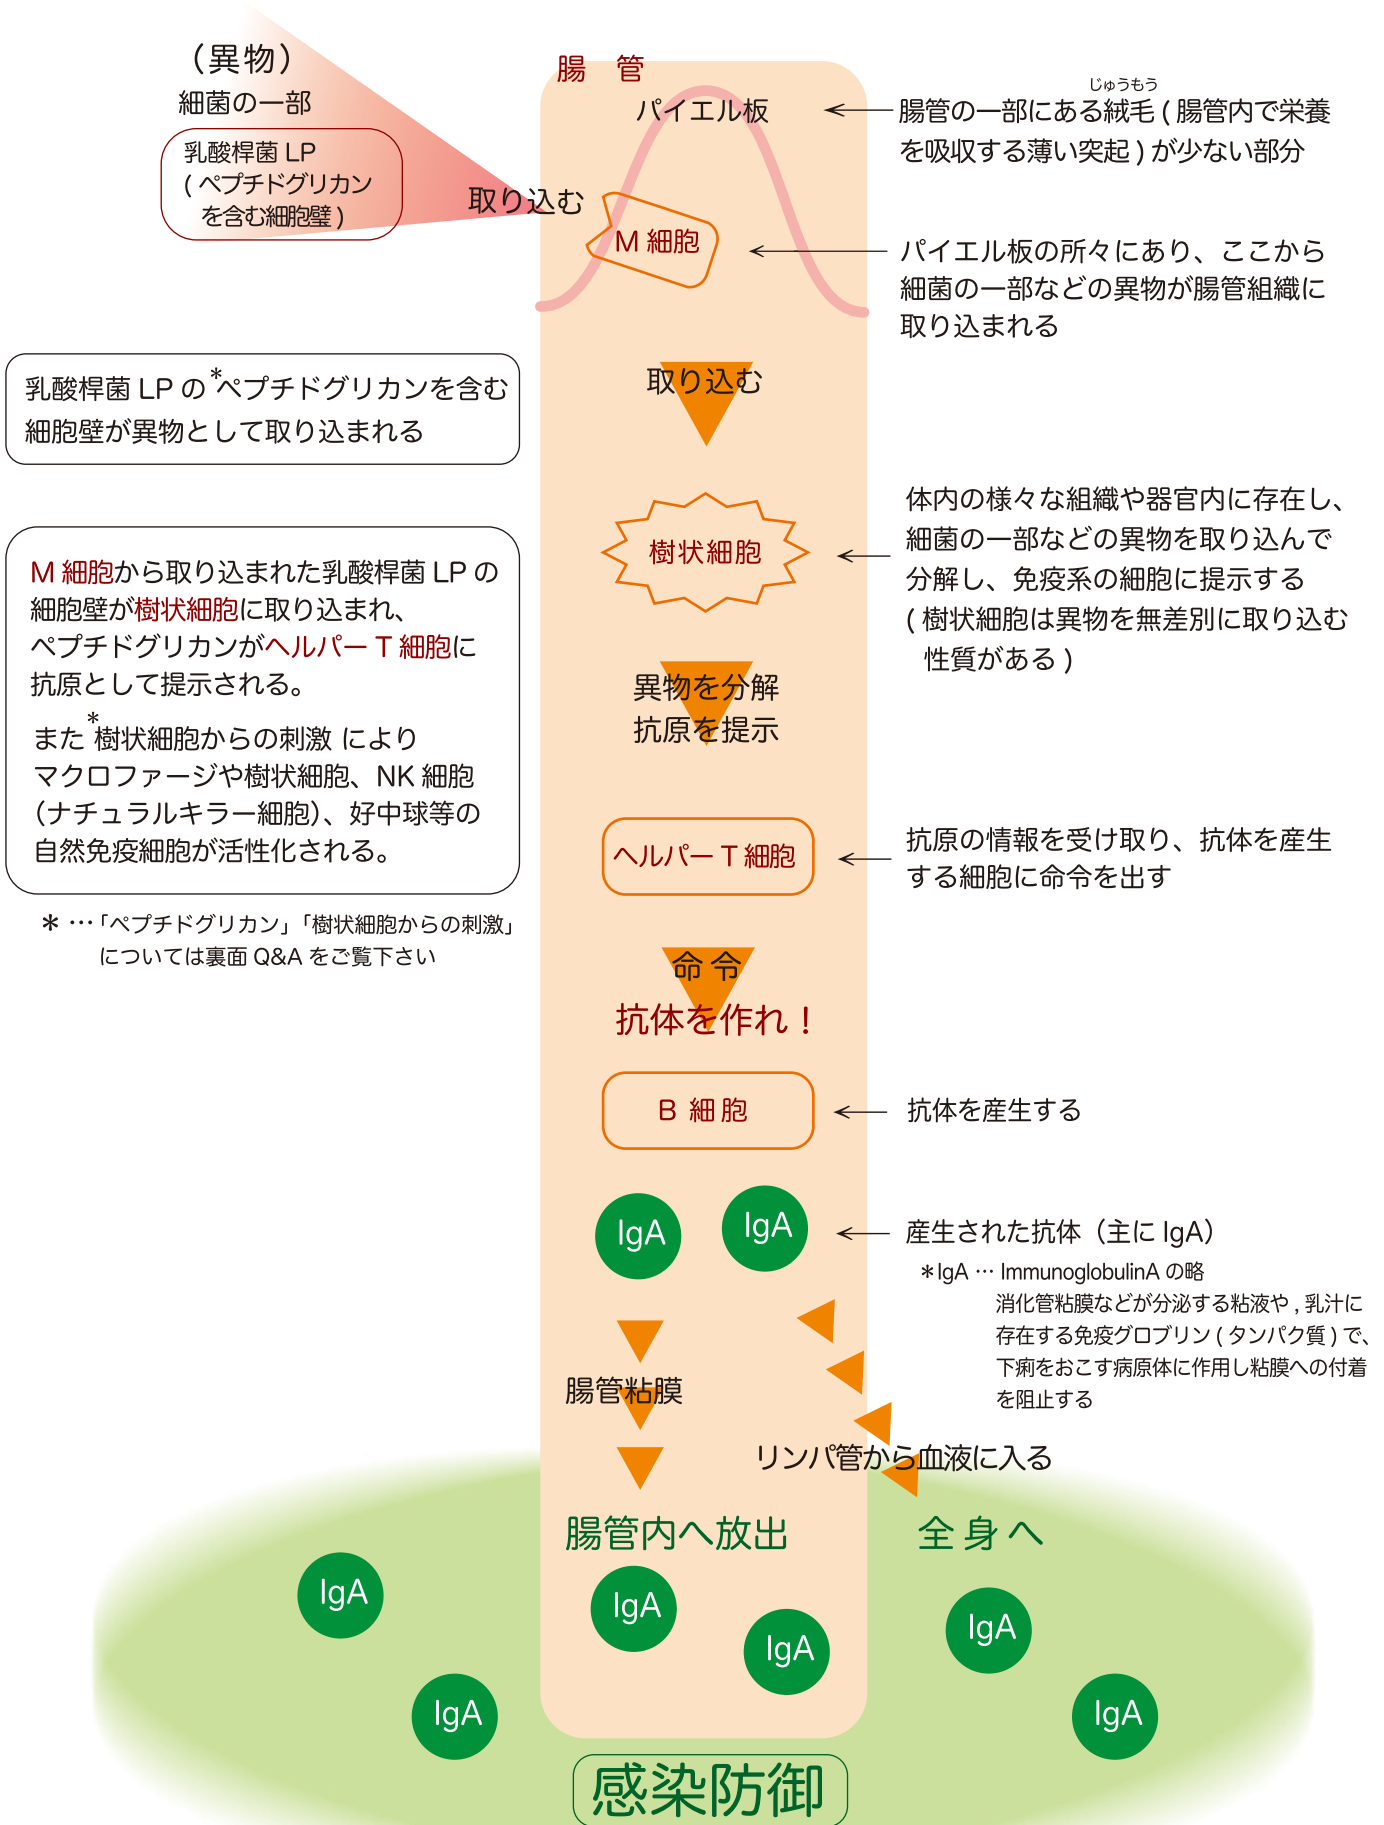 （異物）
細菌の一部
乳酸桿菌 LP
( ペプチドグリカン
を含む細胞壁 )
取り込む
腸　管
パイエル板
じゅうもう
腸管の一部にある絨毛 ( 腸管内で栄養
を吸収する薄い突起 ) が少ない部分
M 細胞
パイエル板の所々にあり、ここから
細菌の一部などの異物が腸管組織に
取り込まれる
乳酸桿菌 LP の*ペプチドグリカンを含む
細胞壁が異物として取り込まれる
取り込む
樹状細胞
体内の様々な組織や器官内に存在し、
細菌の一部などの異物を取り込んで
分解し、免疫系の細胞に提示する
( 樹状細胞は異物を無差別に取り込む
性質がある )
M 細胞から取り込まれた乳酸桿菌 LP の
細胞壁が樹状細胞に取り込まれ、
ペプチドグリカンがヘルパー T 細胞に
抗原として提示される。
また*樹状細胞からの刺激 により
マクロファージや樹状細胞、NK 細胞
（ナチュラルキラー細胞）、好中球等の
自然免疫細胞が活性化される。
＊ …「ペプチドグリカン」「樹状細胞からの刺激」
については裏面 Q&A をご覧下さい
異物を分解
抗原を提示
ヘルパー T 細胞
抗原の情報を受け取り、抗体を産生
する細胞に命令を出す
命 令
抗体を作れ！
B 細 胞
抗体を産生する
IgA
IgA
産生された抗体（主に IgA）
＊IgA … ImmunoglobulinA の略
消化管粘膜などが分泌する粘液や , 乳汁に
存在する免疫グロブリン ( タンパク質 ) で、
下痢をおこす病原体に作用し粘膜への付着
を阻止する
腸管粘膜
リンパ管から血液に入る
腸管内へ放出
全 身 へ
IgA
IgA
IgA
IgA
IgA
IgA
感染防御